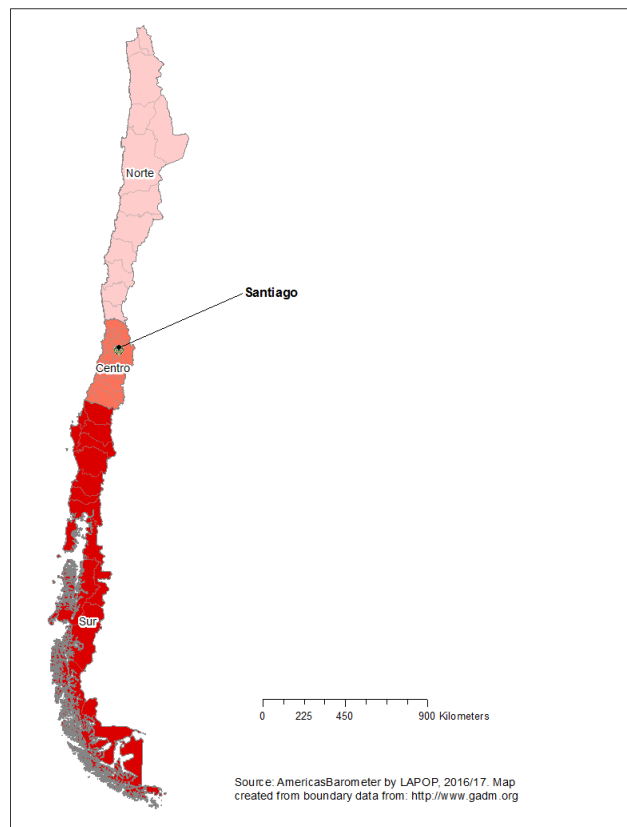 Norte
Santiago
Centro
Sur
0 225 450 900 Kilometers
Source: AmericasBarometer by LAPOP, 2016/17. Map
created from boundary data from: http://www.gadm.org